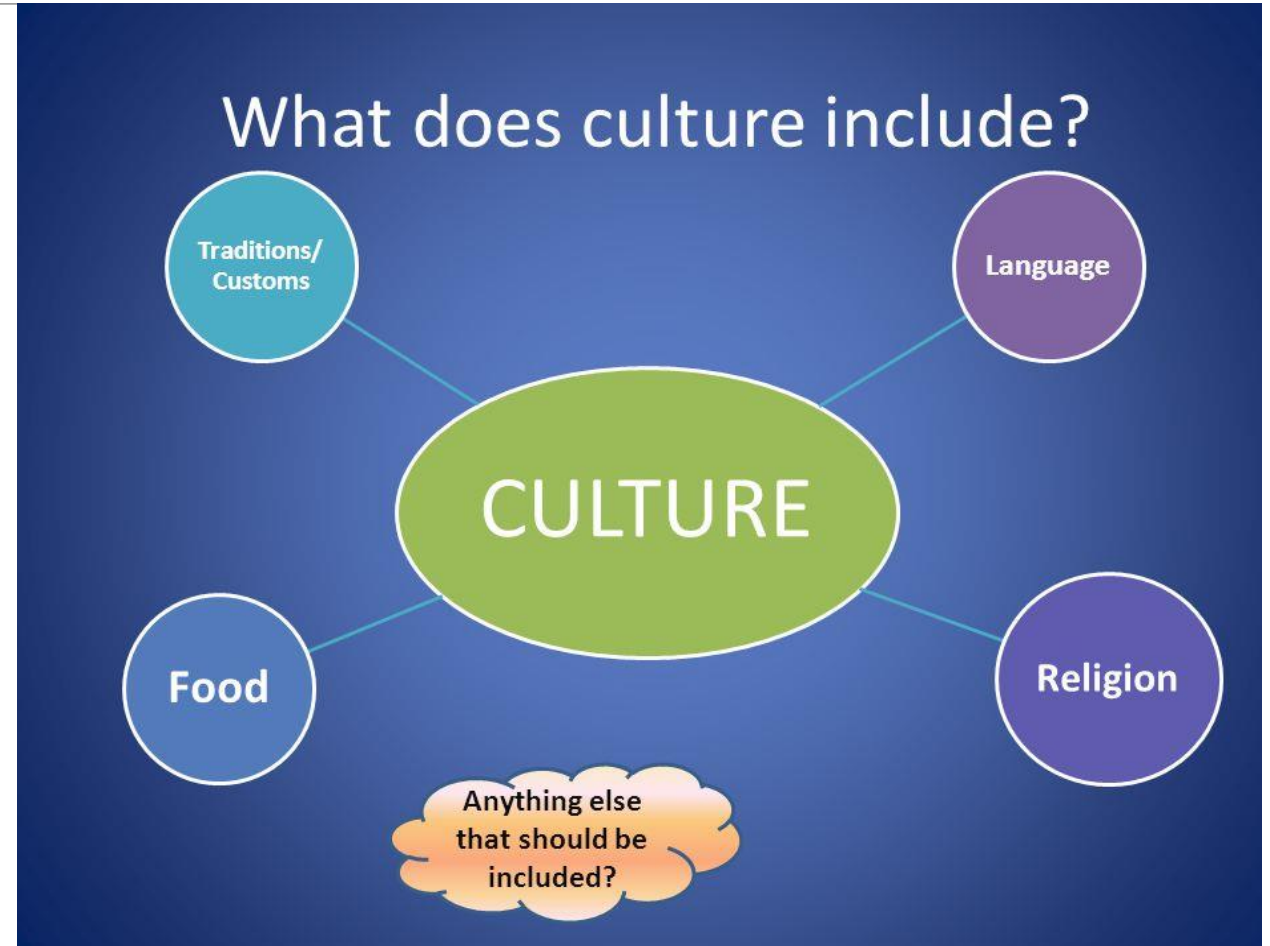 What does culture include?
Traditions/
Customs
Language
CULTURE
Food
Religion
Anything else
that should be
included?